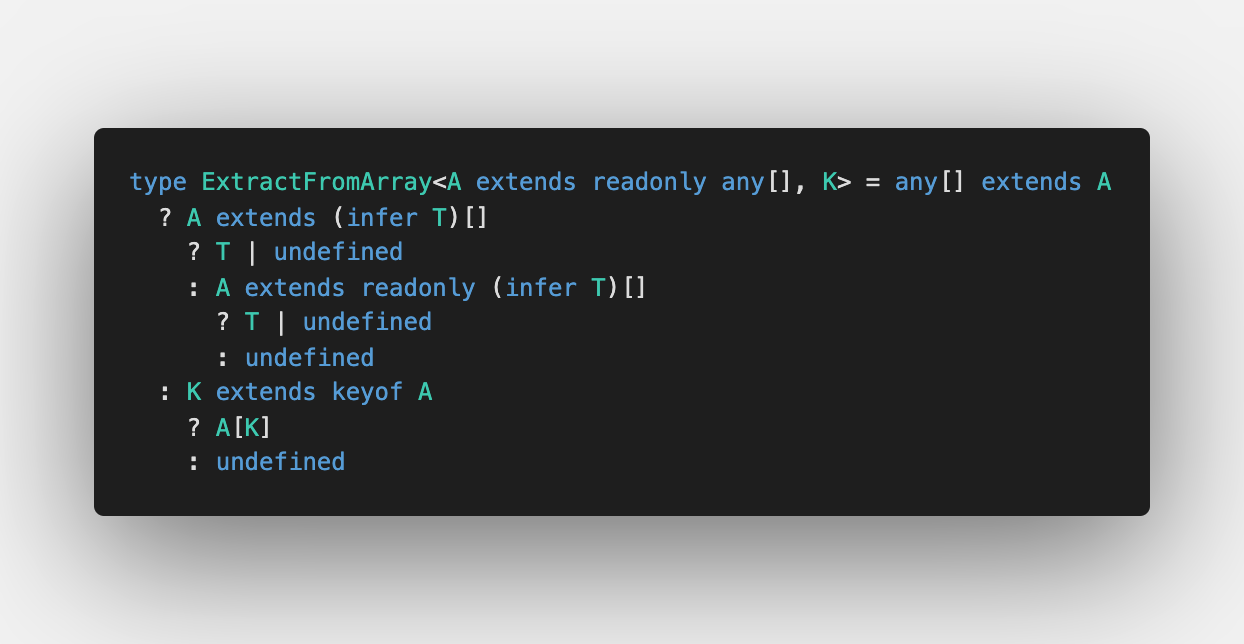 type ExtractFromArray<A extends readonly any[], K> = any[] extends A
  ? A extends (infer T)[]
    ? T | undefined
    : A extends readonly (infer T)[]
      ? T | undefined
      : undefined
  : K extends keyof A
    ? A[K]
    : undefined